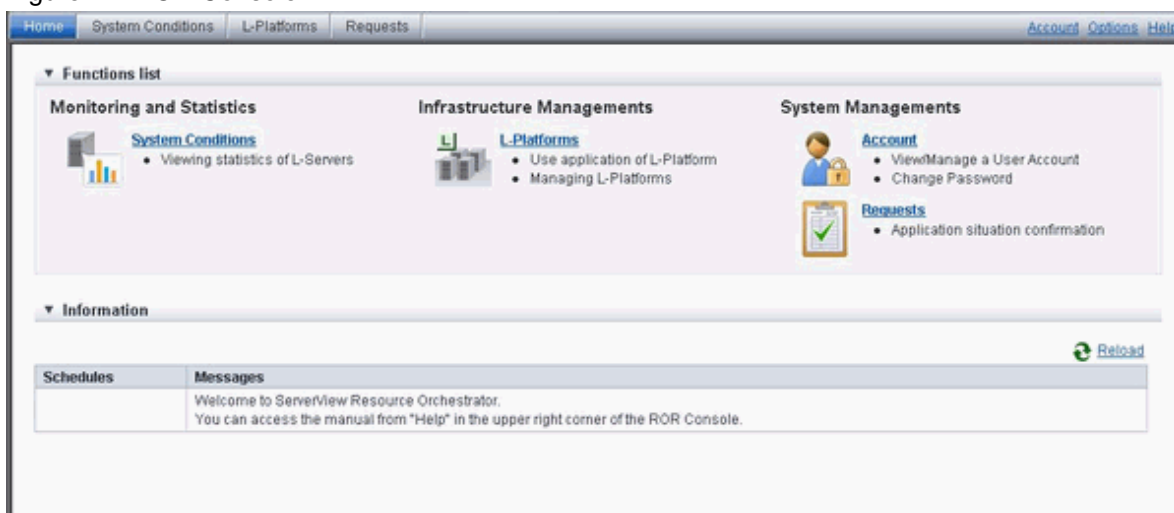 Home System Conditions L-Platforms Requests Account Options Help
▼ Functions list
Monitoring and Statistics
System Conditions
• Viewing statistics of L-Servers
Infrastructure Managements
L-Platforms
• Use application of L-Platform
• Managing L-Platforms
System Managements
Account
• View/Manage a User Account
• Change Password
Requests
• Application situation confirmation
▼ Information
Reload
Schedules Messages
Welcome to ServerView Resource Orchestrator.
You can access the manual from "Help" in the upper right corner of the ROR Console.